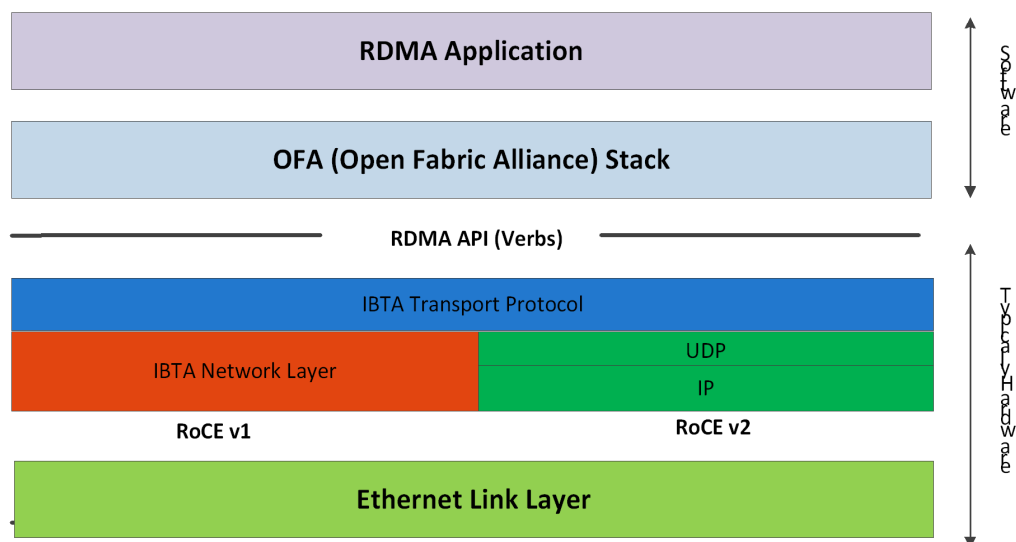 RDMA Application
Software
OFA (Open Fabric Alliance) Stack
RDMA API (Verbs)
IBTA Transport Protocol
IBTA Network Layer
UDP
IP
RoCE v1
RoCE v2
Typically Hardware
Ethernet Link Layer